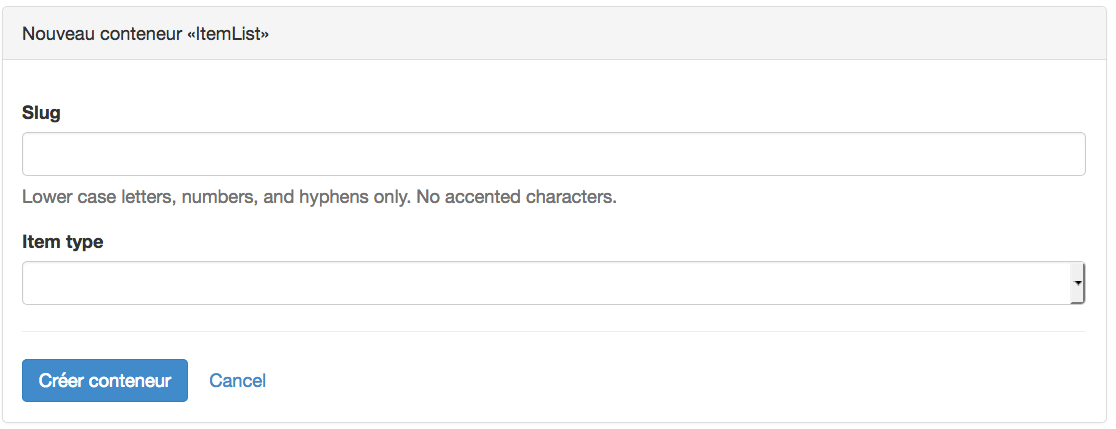 Nouveau conteneur «ItemList»
Slug
Lower case letters, numbers, and hyphens only. No accented characters.
Item type
Créer conteneur Cancel